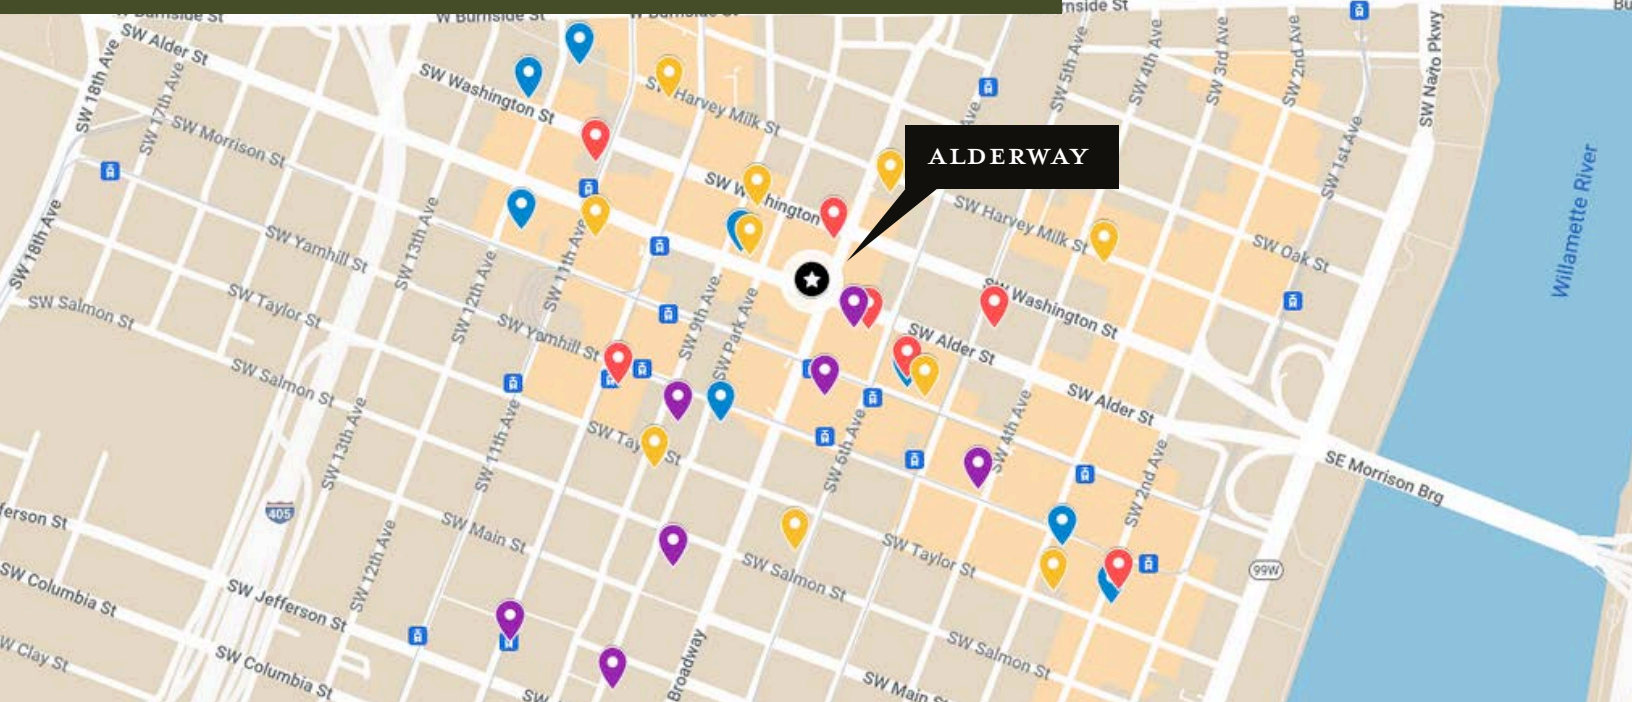 W Burnside St
SW Alder St
SW 18th Ave
SW 17th Ave
SW Washington St
SW Harvey Milk St
SW 5th Ave
SW 4th Ave
SW 3rd Ave
SW 2nd Ave
SW Naito Pkwy
nside St
Ave
SW Morrison St
ALDERWAY
SW 1st Ave
Willamette River
SW 18th Ave
SW 13th Ave
SW Yamhill St
SW 12th Ave
SW 11th Ave
SW Harvey Milk St
SW Oak St
SW Salmon St
SW Taylor St
SW Yamhill St
SW 9th Ave.
SW Park Ave
SW Washington St
SW Alder St
SW Salmon St
SW Alder St
SW 13th Ave
SW 11th Ave
SW 6th Ave
SW 4th Ave
SW 2nd Ave
SE Morrison Brg
405
ferson St
SW Main St
SW 12th Ave
SW Salmon St
SW Taylor St
99W
SW Columbia St
SW Jefferson St
W Clay St
SW Columbia St
Broadway
SW Salmon St
SW Main S
SW